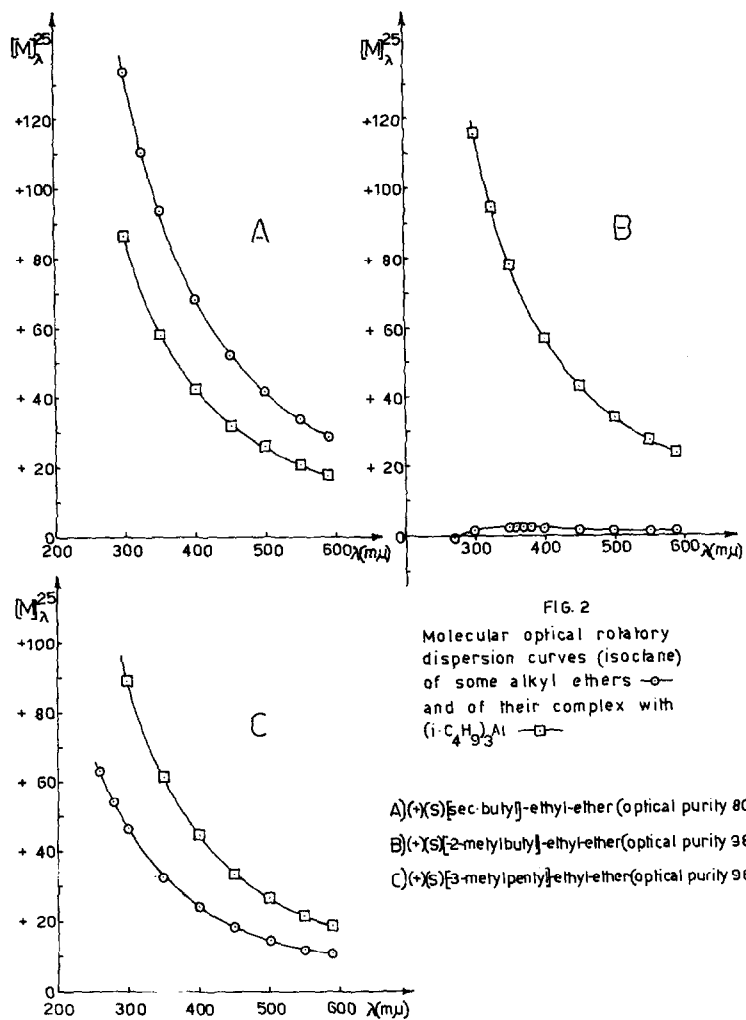 [M]λ25
+120
+100
+ 80
+ 60
+ 40
+ 20
0
200 300 400 500 600 λ(mμ)
A
[M]λ25
+120
+100
+ 80
+ 60
+ 40
+ 20
0
300 400 500 600 λ(mμ)
B
[M]λ25
+100
+ 80
+ 60
+ 40
+ 20
0
200 300 400 500 600 λ(mμ)
C
FIG. 2
Molecular optical rotatory
dispersion curves (isoctane)
of some alkyl ethers -⊙-
and of their complex with
(i-C4H9)3Al -⊡-
A)(+)(S)[sec-butyl]-ethyl-ether(optical purity 80
B)(+)(S)[-2-metylbutyl]-ethyl-ether(optical purity 98
C)(+)(S)[3-metylpentyl]-ethyl-ether(optical purity 98